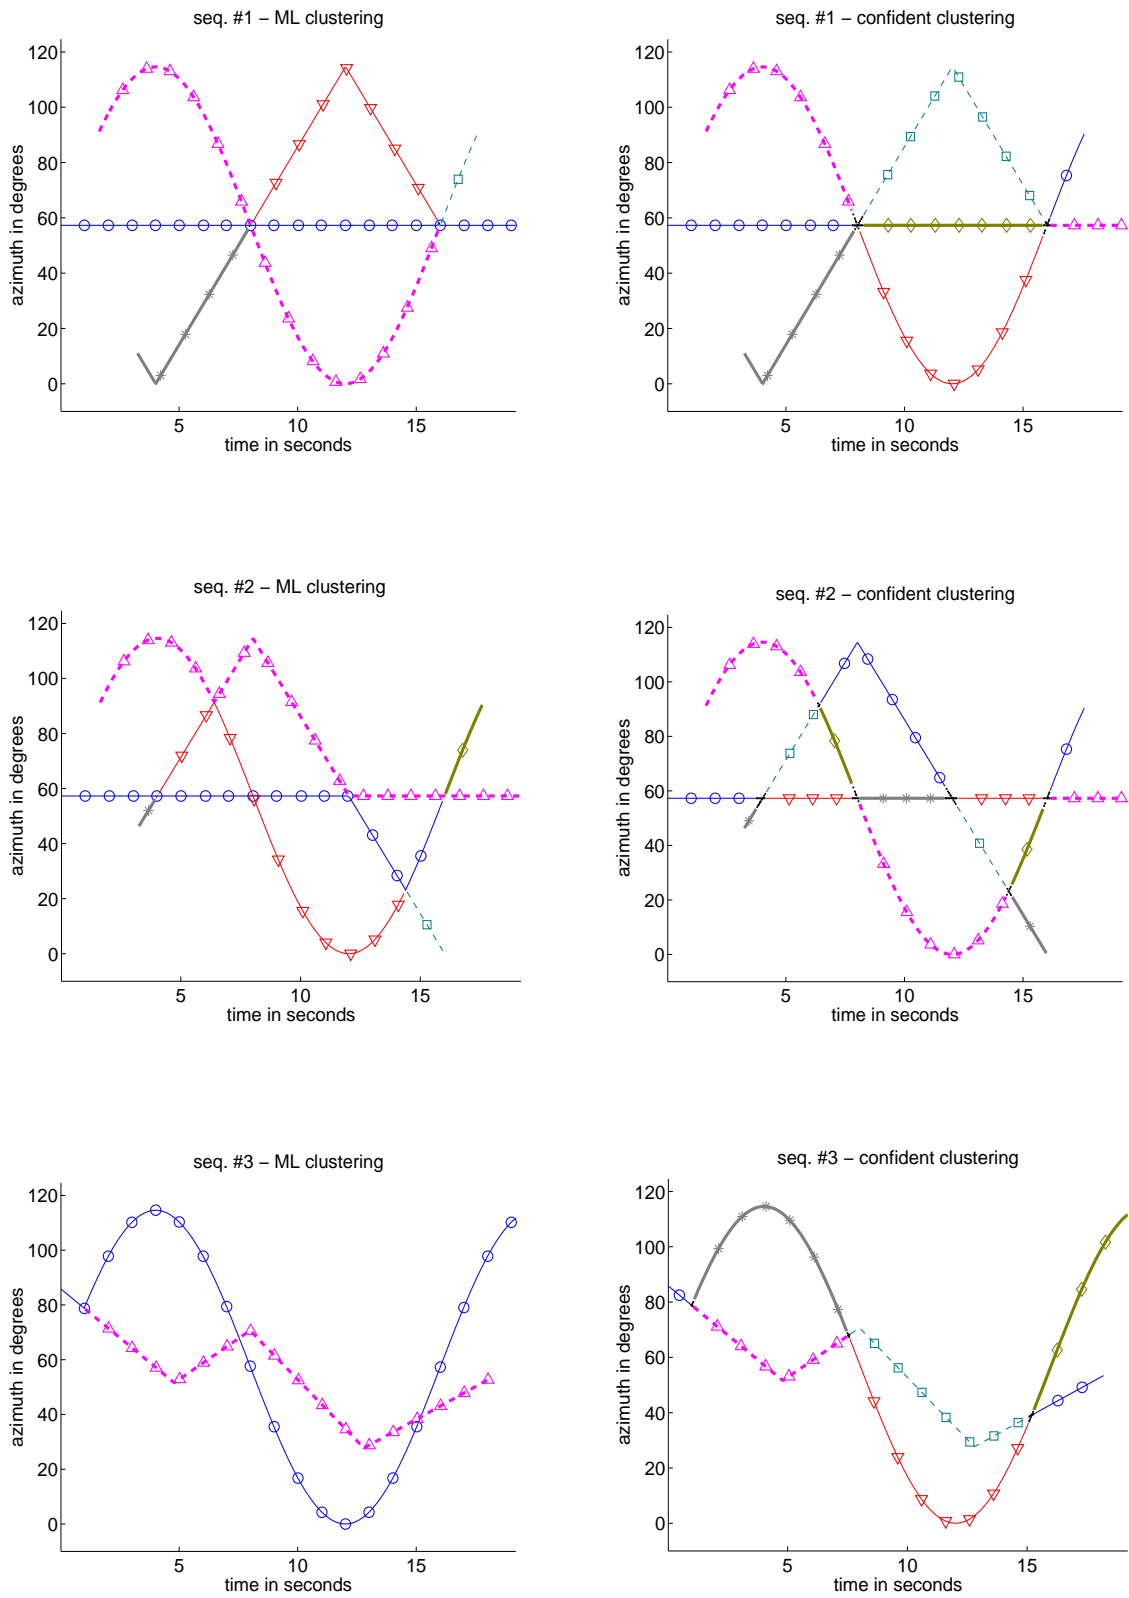 seq. #1 – ML clustering
120
100
80
60
40
20
0
azimuth in degrees
5 10 15
time in seconds
seq. #1 – confident clustering
120
100
80
60
40
20
0
azimuth in degrees
5 10 15
time in seconds
seq. #2 – ML clustering
120
100
80
60
40
20
0
azimuth in degrees
5 10 15
time in seconds
seq. #2 – confident clustering
120
100
80
60
40
20
0
azimuth in degrees
5 10 15
time in seconds
seq. #3 – ML clustering
120
100
80
60
40
20
0
azimuth in degrees
5 10 15
time in seconds
seq. #3 – confident clustering
120
100
80
60
40
20
0
azimuth in degrees
5 10 15
time in seconds